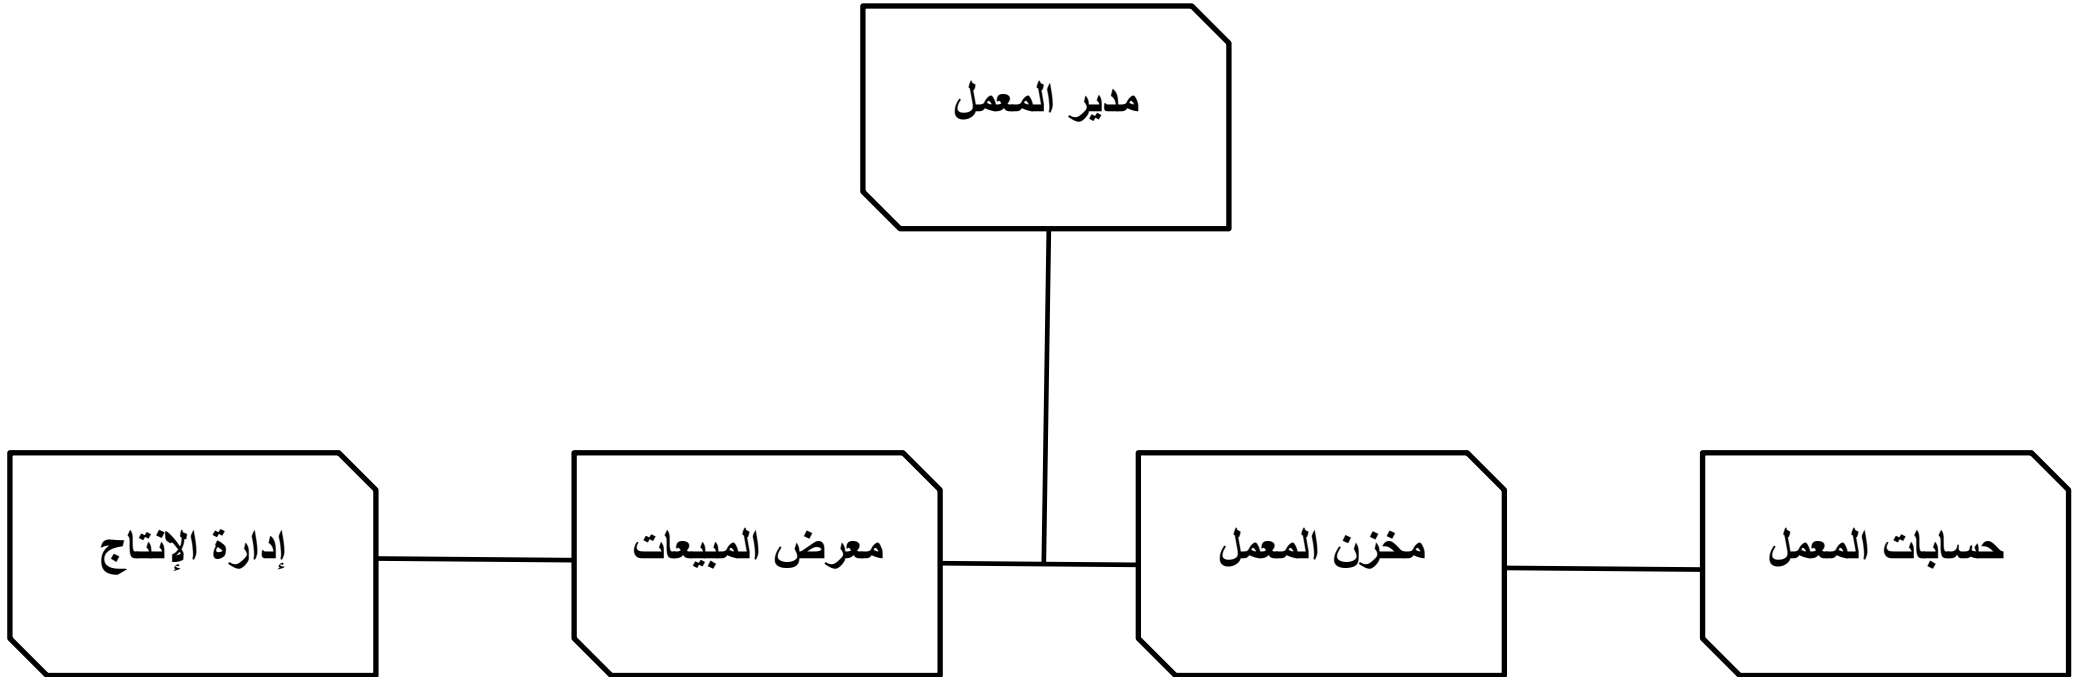 مدير المعمل
حسابات المعمل
مخزن المعمل
معرض المبيعات
إدارة الإنتاج